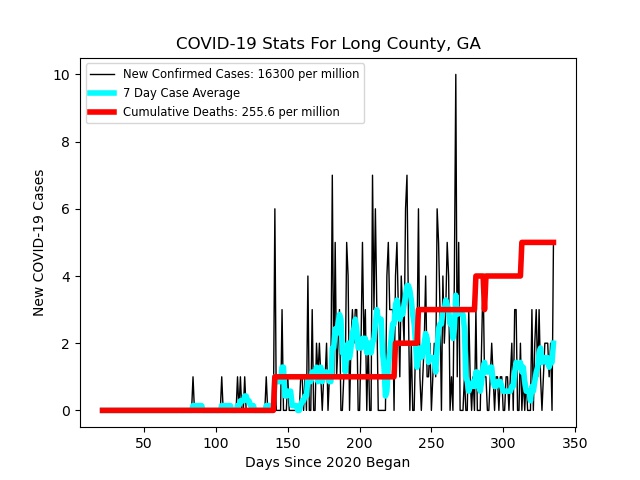 COVID-19 Stats For Long County, GA
New Confirmed Cases: 16300 per million
7 Day Case Average
Cumulative Deaths: 255.6 per million
New COVID-19 Cases
10
8
6
4
2
0
50 100 150 200 250 300 350
Days Since 2020 Began